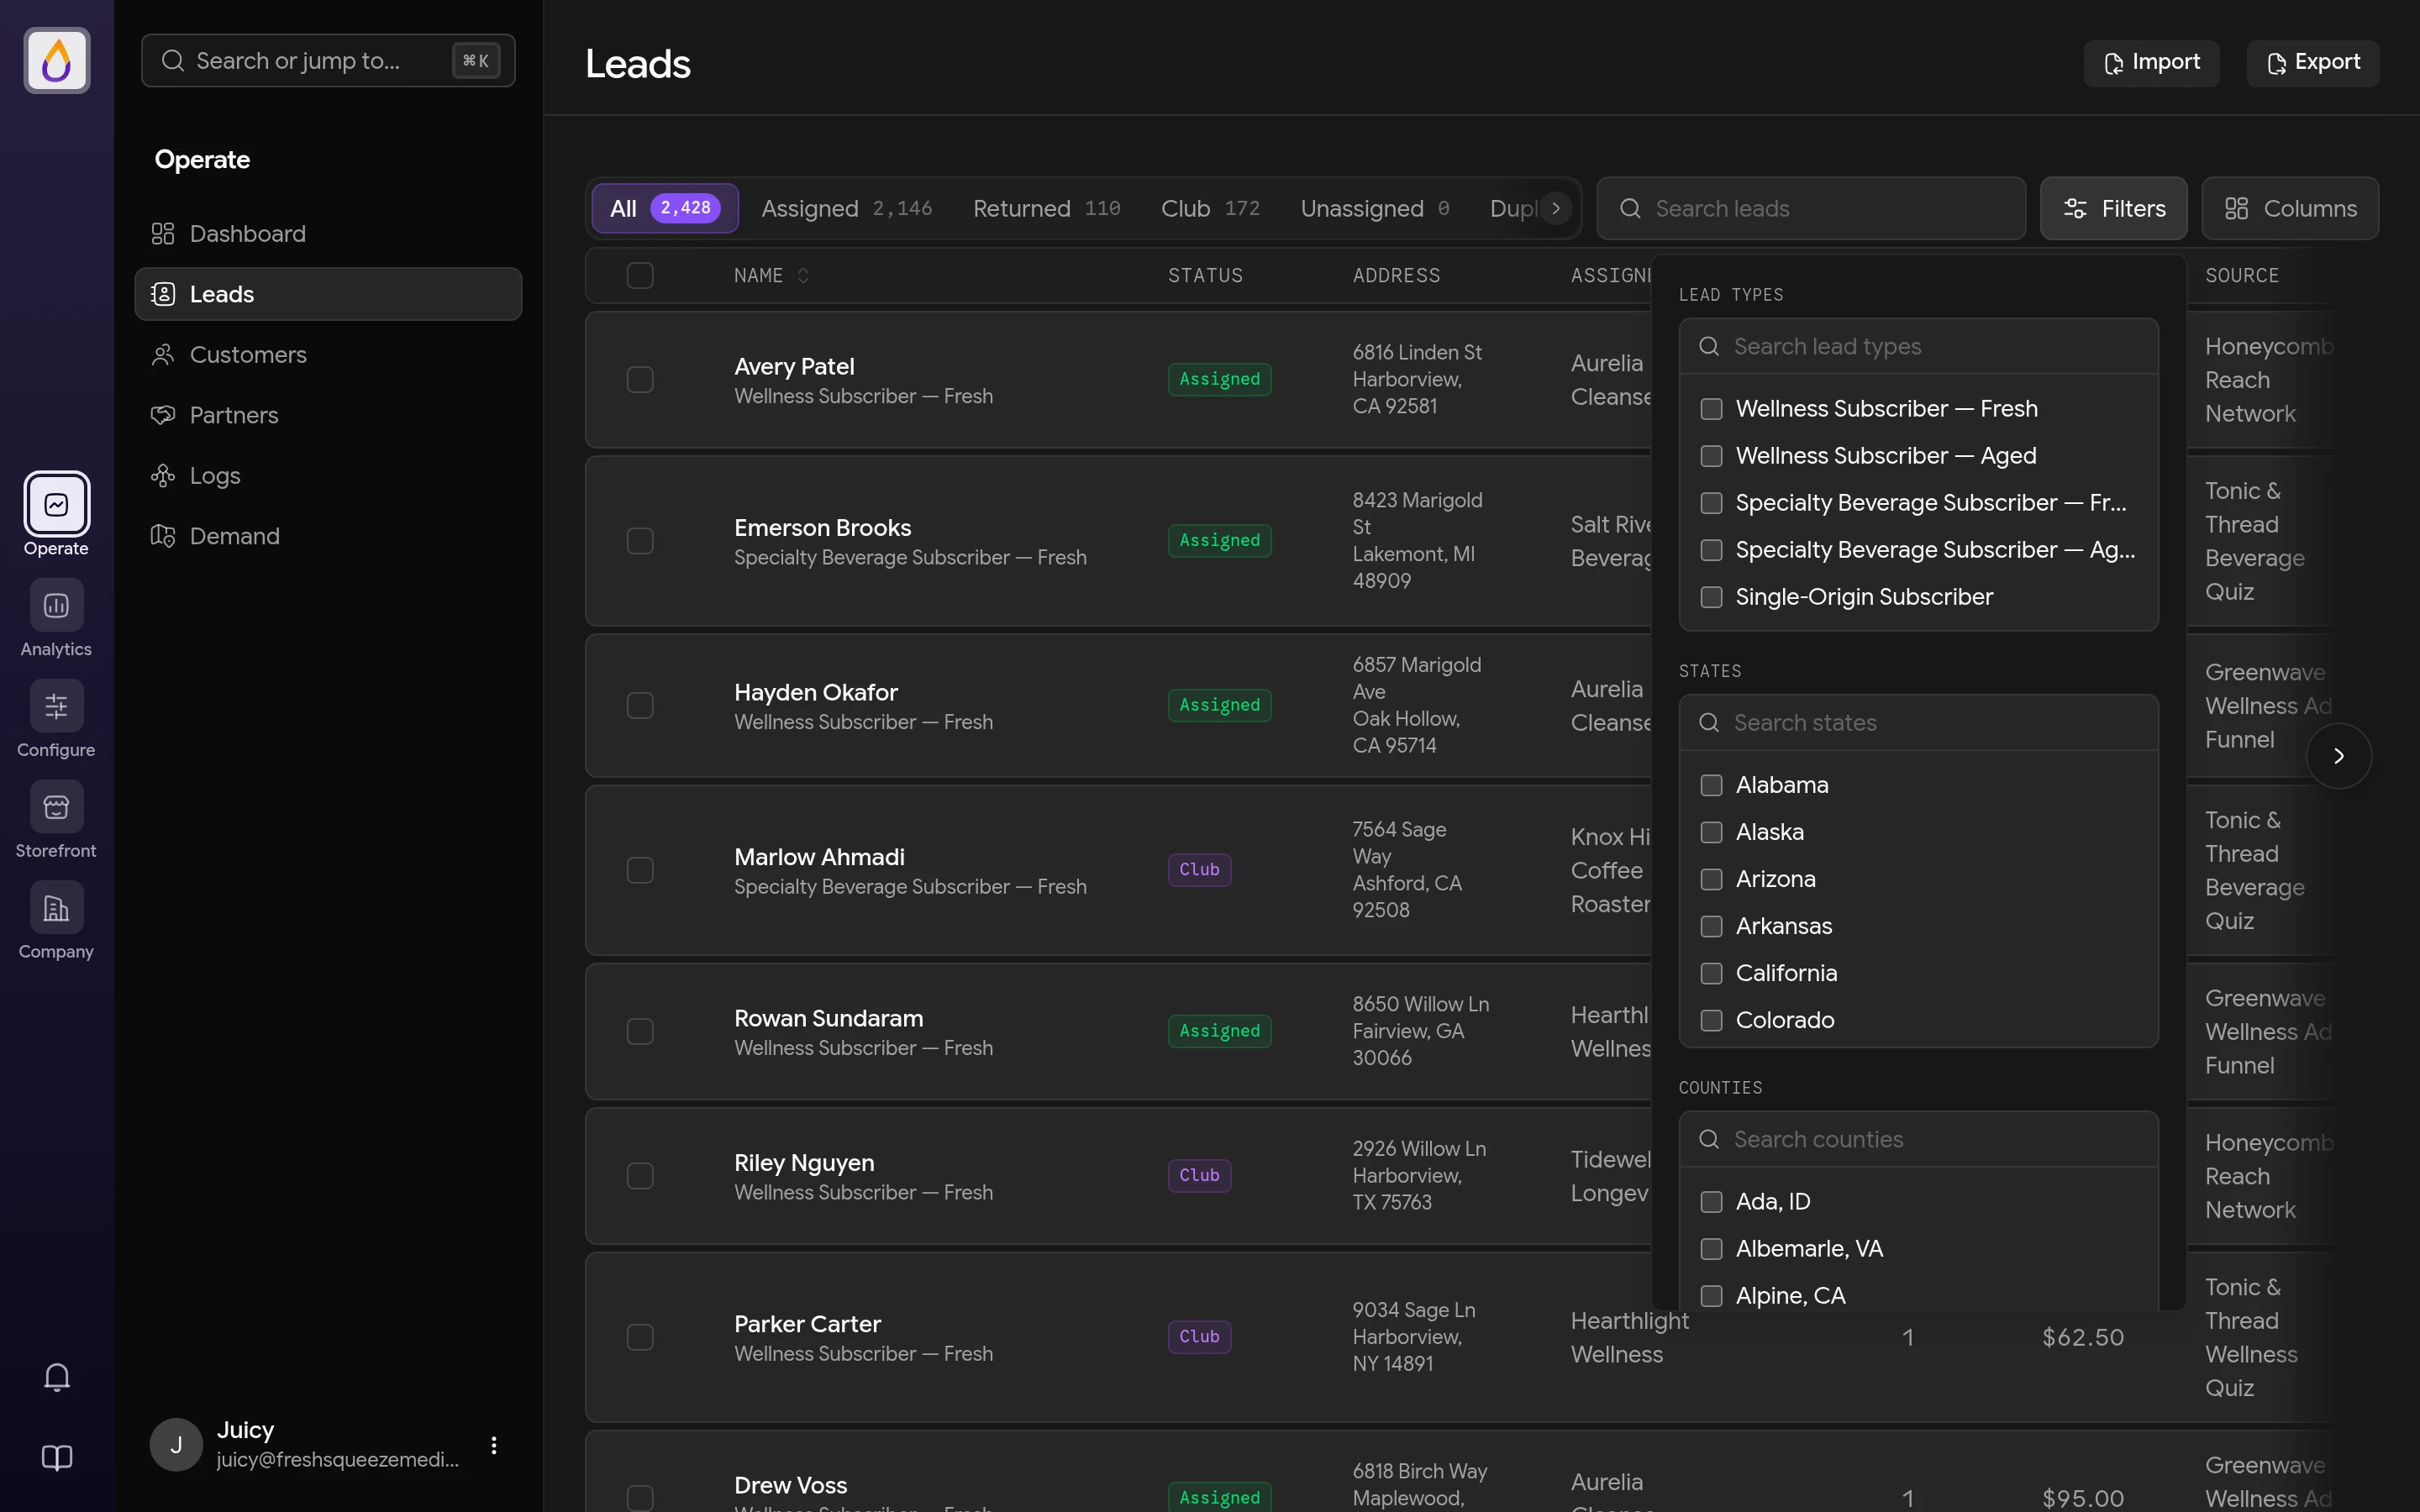 Search or jump to...
⌘K
Operate
Dashboard
Leads
Customers
Partners
Logs
Demand
Operate
Analytics
Configure
Storefront
Company
J
Juicy
juicy@freshsqueezemedi...
Leads
Import
Export
All 2,428
Assigned 2,146
Returned 110
Club 172
Unassigned 0
Search leads
Filters
Columns
NAME
STATUS
ADDRESS
SOURCE
Avery Patel
Wellness Subscriber — Fresh
Assigned
6816 Linden St
Harborview,
CA 92581
Aurelia
Honeycomb
Reach
Network
Emerson Brooks
Specialty Beverage Subscriber — Fresh
Assigned
8423 Marigold
St
Lakemont, MI
48909
Salt
Tonic &
Thread
Beverage
Quiz
Hayden Okafor
Wellness Subscriber — Fresh
Assigned
6857 Marigold
Ave
Oak Hollow,
CA 95714
Aurelia
Greenwave
Wellness Ad
Funnel
Marlow Ahmadi
Specialty Beverage Subscriber — Fresh
Club
7564 Sage
Way
Ashford, CA
92508
Knox
Coffee
Tonic &
Thread
Beverage
Quiz
Rowan Sundaram
Wellness Subscriber — Fresh
Assigned
8650 Willow Ln
Fairview, GA
30066
Greenwave
Wellness Ad
Funnel
Riley Nguyen
Wellness Subscriber — Fresh
Club
2926 Willow Ln
Harborview,
TX 75763
Honeycomb
Reach
Network
Parker Carter
Wellness Subscriber — Fresh
Club
9034 Sage Ln
Harborview,
NY 14891
Hearthlight
Wellness
1
$62.50
Tonic &
Thread
Wellness
Quiz
Drew Voss
Assigned
6818 Birch Way
Maplewood,
Aurelia
1
$95.00
Greenwave
Wellness Ad
LEAD TYPES
Search lead types
Wellness Subscriber — Fresh
Wellness Subscriber — Aged
Specialty Beverage Subscriber — Fr...
Specialty Beverage Subscriber — Ag...
Single-Origin Subscriber
STATES
Search states
Alabama
Alaska
Arizona
Arkansas
California
Colorado
COUNTIES
Search counties
Ada, ID
Albemarle, VA
Alpine, CA